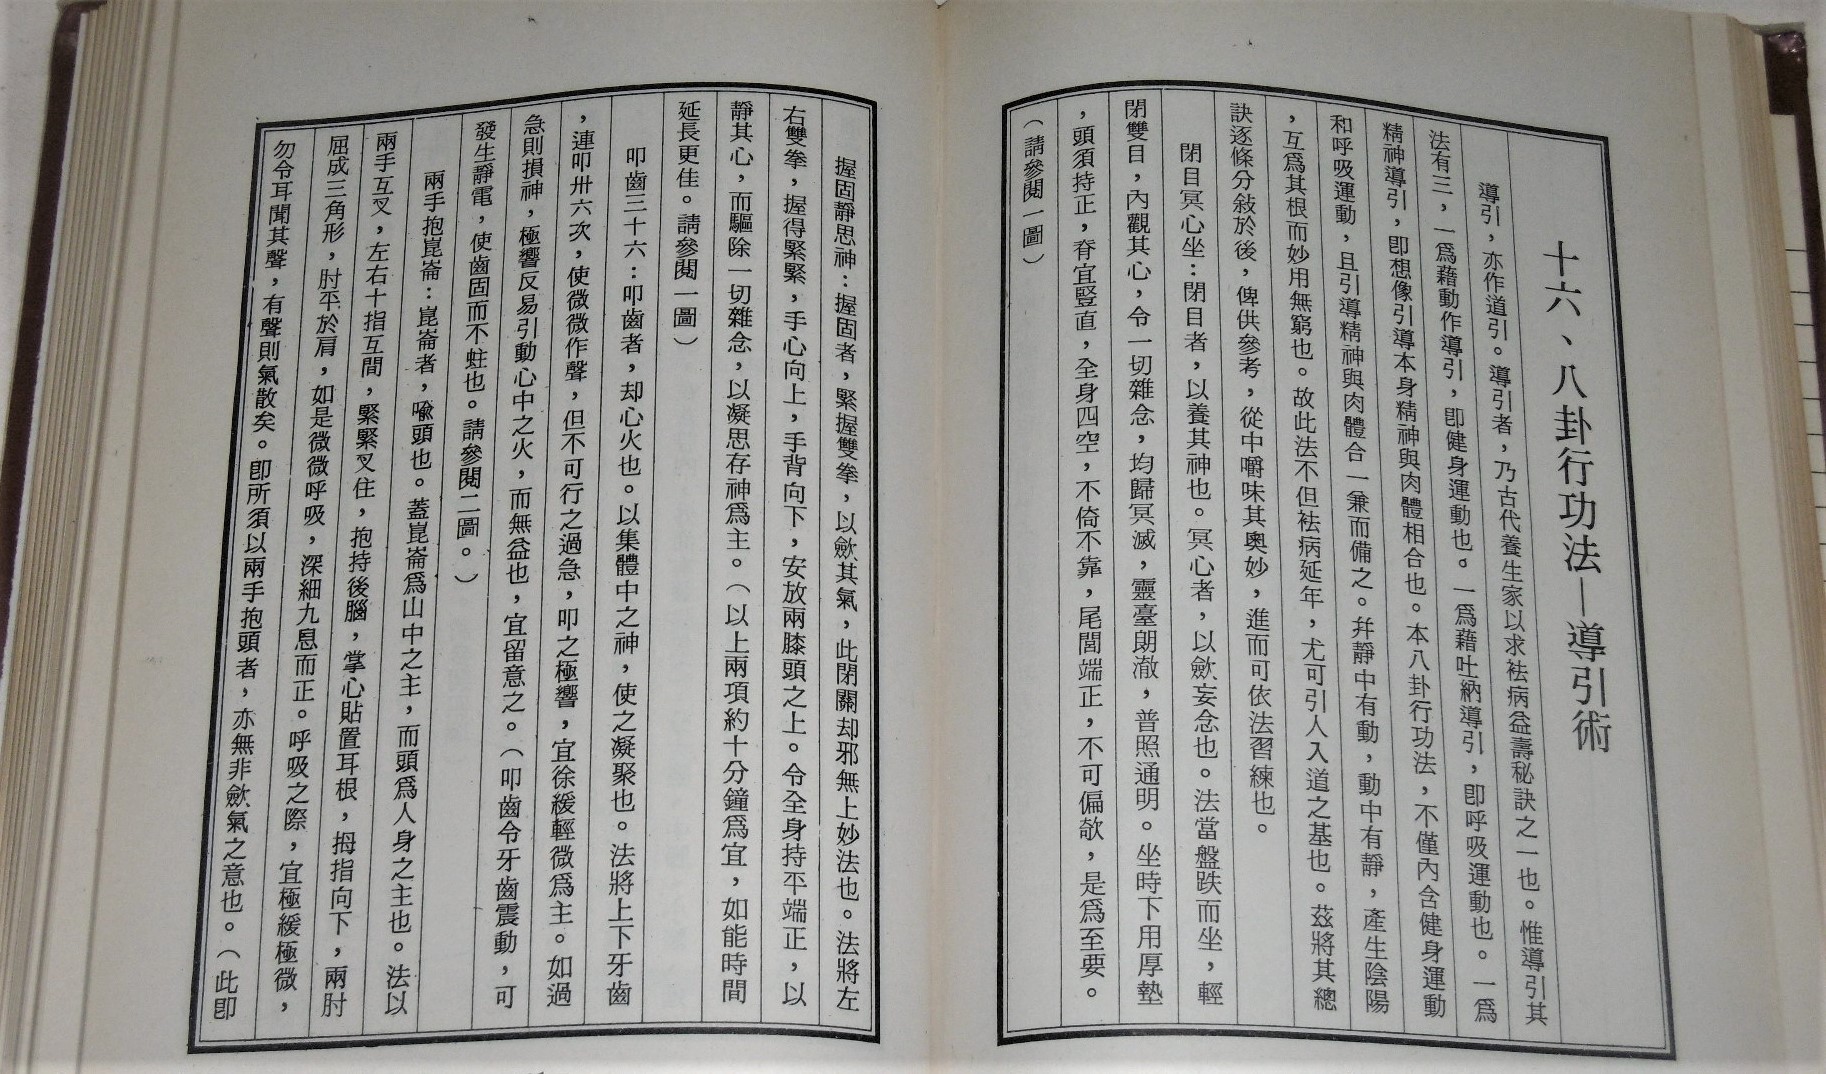 十六、八卦行功法—導引術
導引，亦作道引。導引者，乃古代養生家以求袪病益壽秘訣之一也。惟導引其
法有三，一爲藉動作導引，卽健身運動也。一爲藉吐納導引，卽呼吸運動也。一爲
精神導引，卽想像引導本身精神與肉體相合也。本八卦行功法，不僅內含健身運動
和呼吸運動，且引導精神與肉體合一兼而備之。幷靜中有動，動中有靜，產生陰陽
，互爲其根而妙用無窮也。故此法不但袪病延年，尤可引人入道之基也。茲將其總
訣逐條分敍於後，俾供參考，從中嚼味其奧妙，進而可依法習練也。
閉目冥心坐：閉目者，以養其神也。冥心者，以歛妄念也。法當盤跌而坐，輕
閉雙目，內觀其心，令一切雜念，均歸冥滅，靈臺朗澈，普照通明。坐時下用厚墊
，頭須持正，脊宜豎直，全身四空，不倚不靠，尾閭端正，不可偏欹，是爲至要。
（請參閱一圖）
握固靜思神：握固者，緊握雙拳，以歛其氣，此閉關却邪無上妙法也。法將左
右雙拳，握得緊緊，手心向上，手背向下，安放兩膝頭之上。令全身持平端正，以
靜其心，而驅除一切雜念，以凝思存神爲主。（以上兩項約十分鐘爲宜，如能時間
延長更佳。請參閱一圖）
叩齒三十六：叩齒者，却心火也。以集體中之神，使之凝聚也。法將上下牙齒
，連叩卅六次，使微微作聲，但不可行之過急，叩之極響，宜徐緩輕微爲主。如過
急則損神，極響反易引動心中之火，而無益也，宜留意之。（叩齒令牙齒震動，可
發生靜電，使齒固而不蛀也。請參閱二圖。）
兩手抱崑崙：崑崙者，喩頭也。蓋崑崙爲山中之主，而頭爲人身之主也。法以
兩手互叉，左右十指互間，緊緊叉住，抱持後腦，掌心貼置耳根，拇指向下，兩肘
屈成三角形，肘平於肩，如是微微呼吸，深細九息而正。呼吸之際，宜極緩極微，
勿令耳聞其聲，有聲則氣散矣。卽所須以兩手抱頭者，亦無非歛氣之意也。（此卽